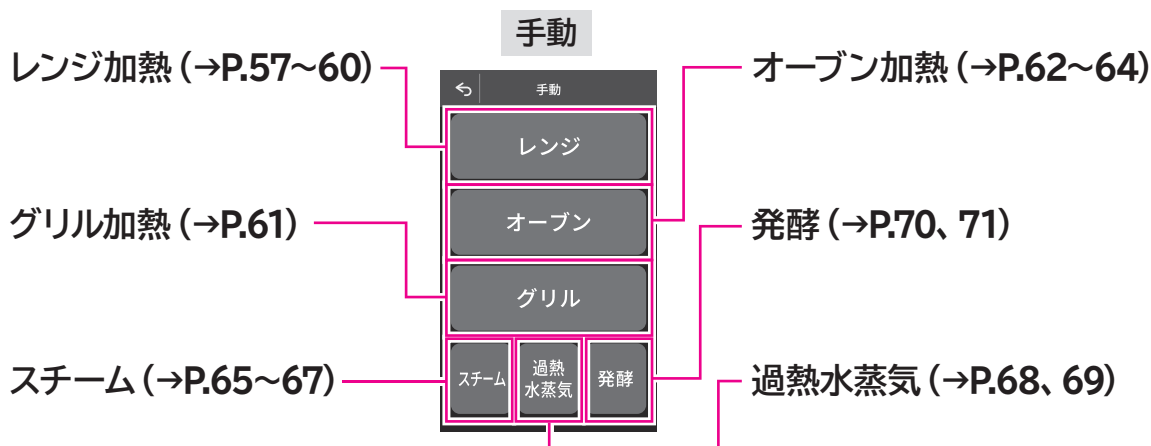 手動
レンジ加熱(→P.57~60)
オーブン加熱(→P.62~64)
手動
レンジ
グリル加熱(→P.61)
オーブン
発酵(→P.70、71)
グリル
スチーム(→P.65~67)
スチーム
過熱
水蒸気
発酵
過熱水蒸気(→P.68、69)